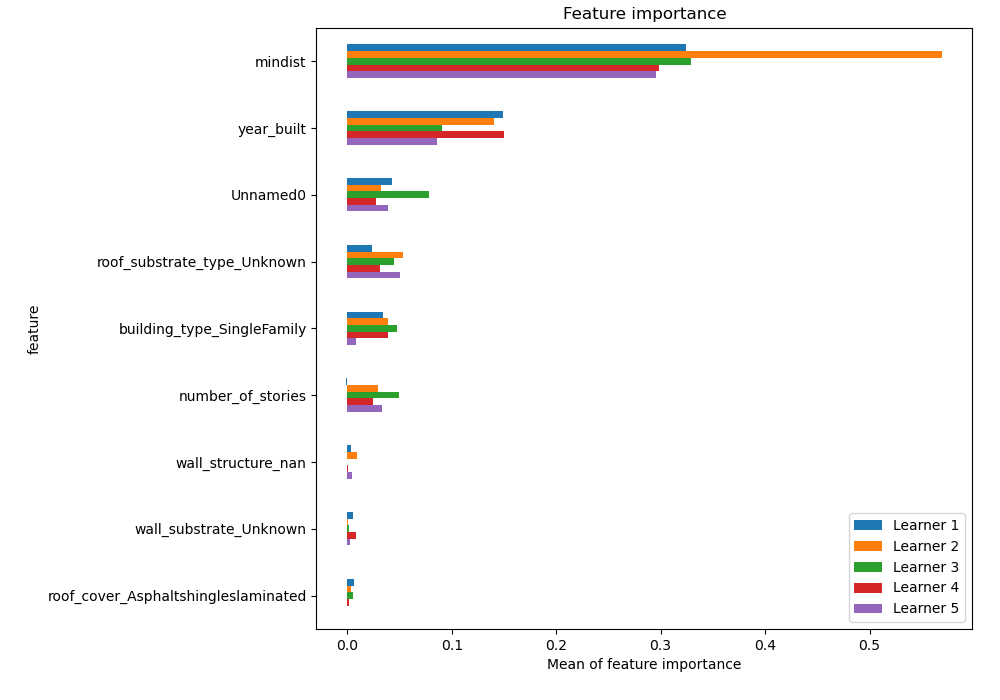 Feature importance
feature
mindist
year_built
Unnamed0
roof_substrate_type_Unknown
building_type_SingleFamily
number_of_stories
wall_structure_nan
wall_substrate_Unknown
roof_cover_Asphaltshingleslaminated
Learner 1
Learner 2
Learner 3
Learner 4
Learner 5
0.0 0.1 0.2 0.3 0.4 0.5
Mean of feature importance